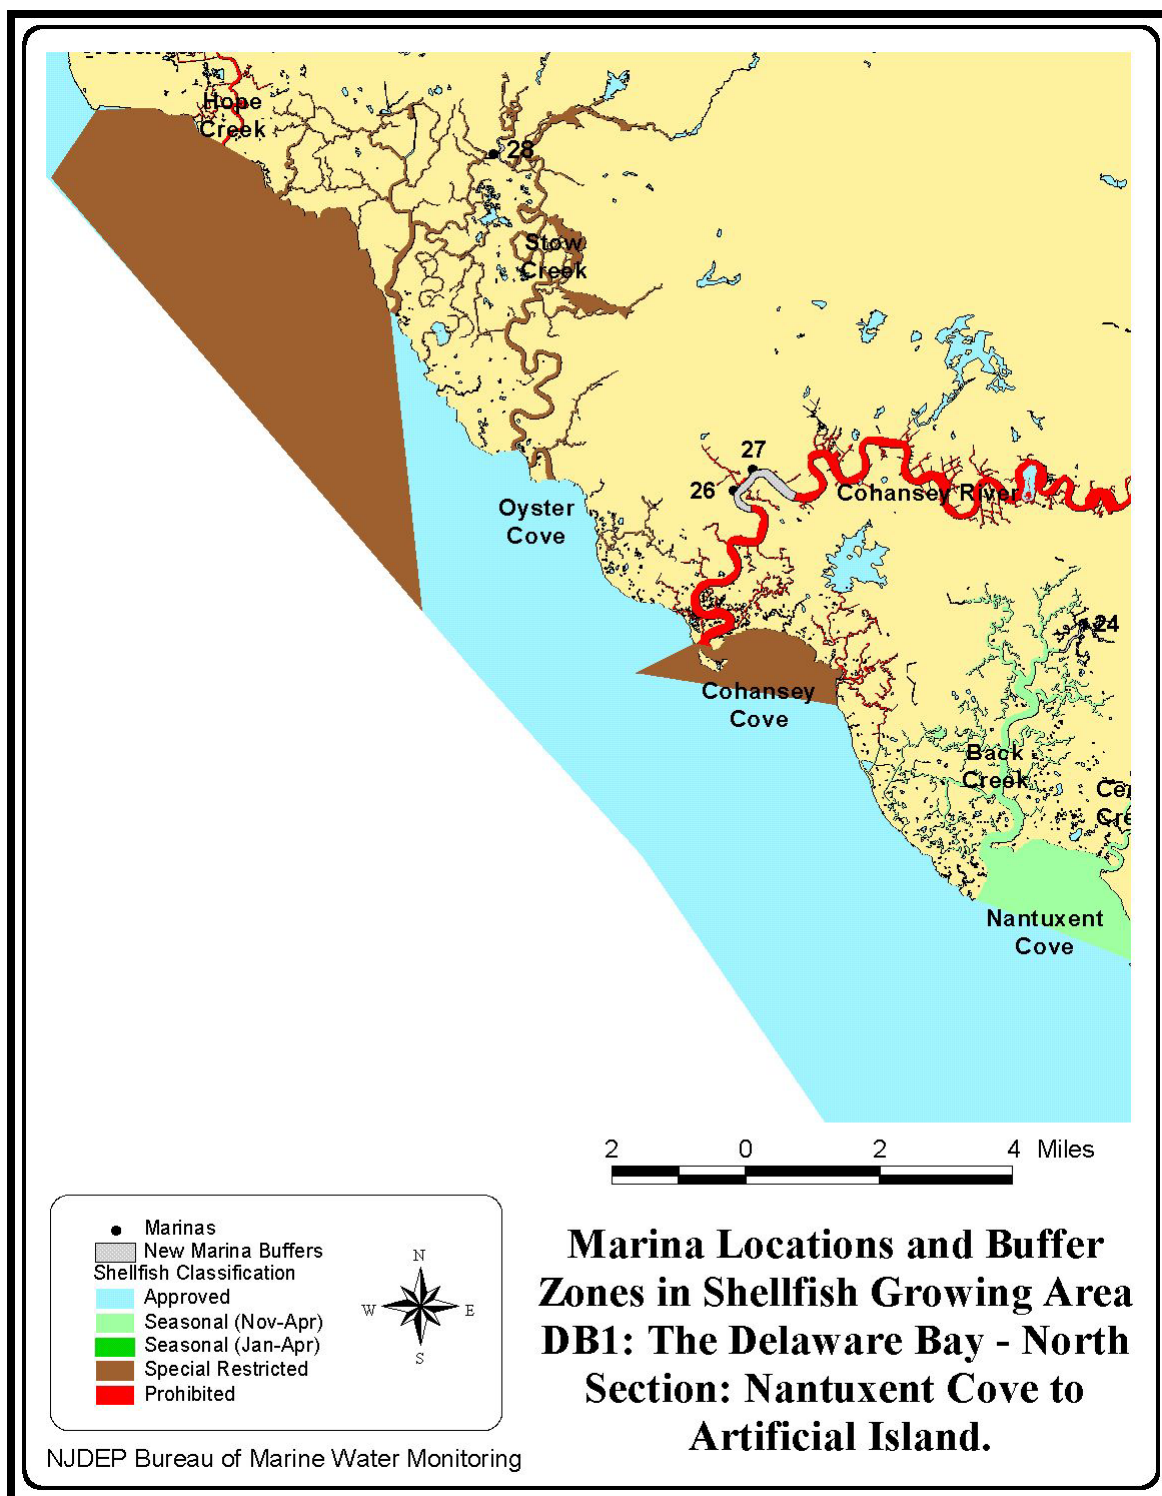 Hope
Creek
28
Stow
Creek
27
26
Cohansey River
Oyster
Cove
24
Cohansey
Cove
Back
Creek
Cre
Nantuxent
Cove
2 0 2 4 Miles
Marinas
New Marina Buffers
Shellfish Classification
Approved
Seasonal (Nov-Apr)
Seasonal (Jan-Apr)
Special Restricted
Prohibited
N
W E
S
Marina Locations and Buffer
Zones in Shellfish Growing Area
DB1: The Delaware Bay - North
Section: Nantuxent Cove to
Artificial Island.
NJDEP Bureau of Marine Water Monitoring